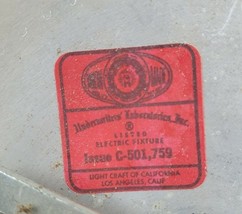 Underwriters' Laboratories, Inc.
®
LISTED
ELECTRIC FIXTURE
Issue C-501,759
LIGHT CRAFT OF CALIFORNIA
LOS ANGELES, CALIF.